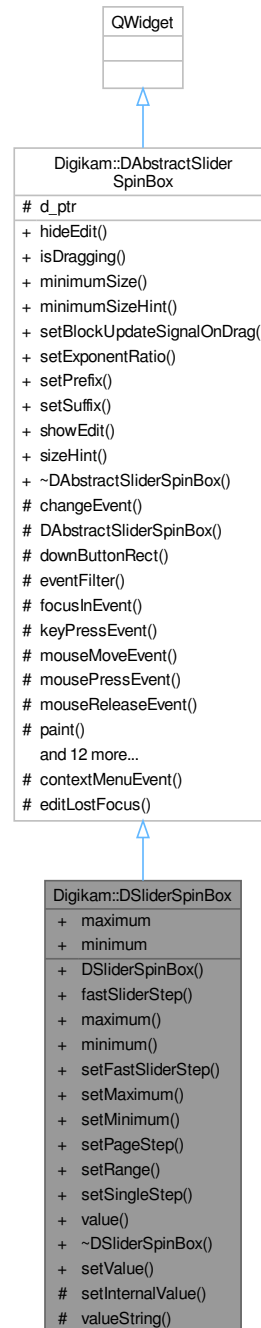 QWidget
Digikam::DAbstractSlider
SpinBox
# d_ptr
+ hideEdit()
+ isDragging()
+ minimumSize()
+ minimumSizeHint()
+ setBlockUpdateSignalOnDrag(
+ setExponentRatio()
+ setPrefix()
+ setSuffix()
+ showEdit()
+ sizeHint()
+ ~DAbstractSliderSpinBox()
# changeEvent()
# DAbstractSliderSpinBox()
# downButtonRect()
# eventFilter()
# focusInEvent()
# keyPressEvent()
# mouseMoveEvent()
# mousePressEvent()
# mouseReleaseEvent()
# paint()
and 12 more...
# contextMenuEvent()
# editLostFocus()
Digikam::DSliderSpinBox
+ maximum
+ minimum
+ DSliderSpinBox()
+ fastSliderStep()
+ maximum()
+ minimum()
+ setFastSliderStep()
+ setMaximum()
+ setMinimum()
+ setPageStep()
+ setRange()
+ setSingleStep()
+ value()
+ ~DSliderSpinBox()
+ setValue()
# setInternalValue()
# valueString()